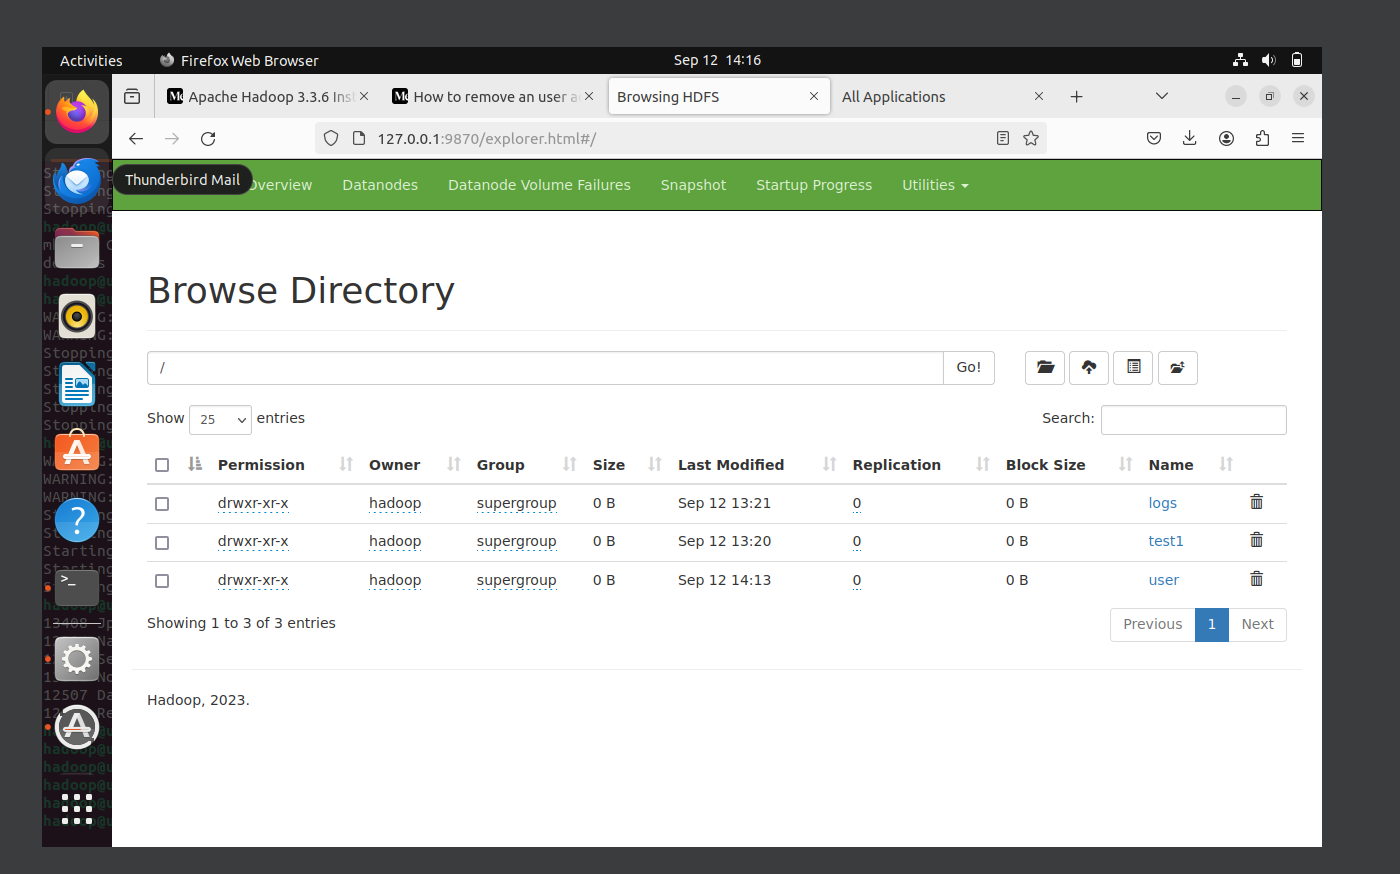 Activities Firefox Web Browser Sep 12 14:16
Apache Hadoop 3.3.6 Inst How to remove an user a Browsing HDFS All Applications
127.0.0.1:9870/explorer.html#/
Thunderbird Mail Overview Datanodes Datanode Volume Failures Snapshot Startup Progress Utilities
Browse Directory
/ Go!
Show 25 entries Search:
Permission Owner Group Size Last Modified Replication Block Size Name
drwxr-xr-x hadoop supergroup 0 B Sep 12 13:21 0 0 B logs
drwxr-xr-x hadoop supergroup 0 B Sep 12 13:20 0 0 B test1
drwxr-xr-x hadoop supergroup 0 B Sep 12 14:13 0 0 B user
Showing 1 to 3 of 3 entries Previous 1 Next
Hadoop, 2023.